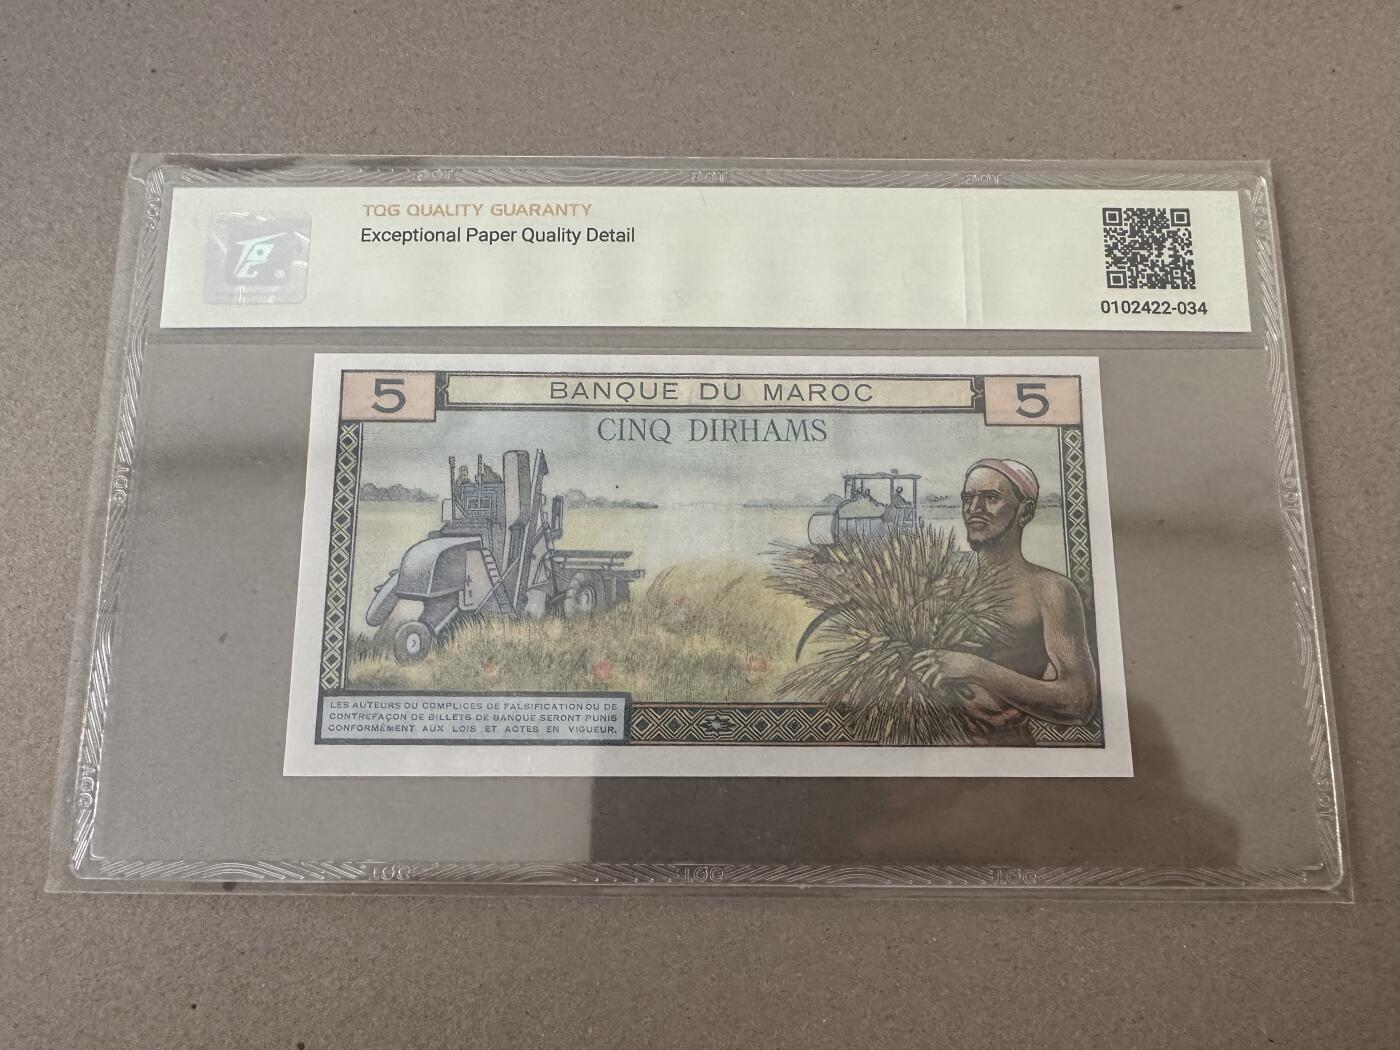 TQG QUALITY GUARANTY
Exceptional Paper Quality Detail
0102422-034
5 BANQUE DU MAROC 5
CINQ DIRHAMS
LES AUTEURS OU COMPLICES DE FALSIFICATION OU DE
CONTREFAÇON DE BILLETS DE BANQUE SERONT PUNIS
CONFORMÉMENT AUX LOIS ET ACTES EN VIGUEUR.